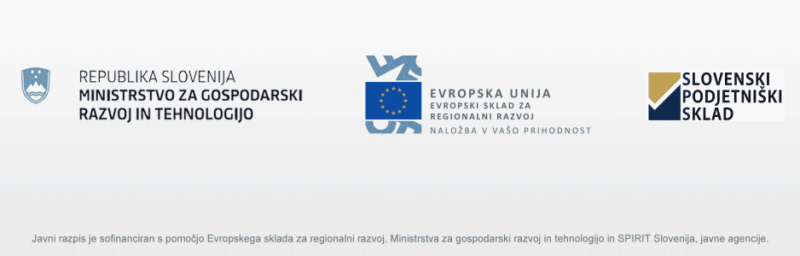 REPUBLIKA SLOVENIJA
MINISTRSTVO ZA GOSPODARSKI
RAZVOJ IN TEHNOLOGIJO
EVROPSKA UNIJA
EVROPSKI SKLAD ZA
REGIONALNI RAZVOJ
NALOŽBA V VAŠO PRIHODNOST
SLOVENSKI
PODJETNIŠKI
SKLAD
Javni razpis je sofinanciran s pomočjo Evropskega sklada za regionalni razvoj, Ministrstva za gospodarski razvoj in tehnologijo in SPIRIT Slovenija, javne agencije.